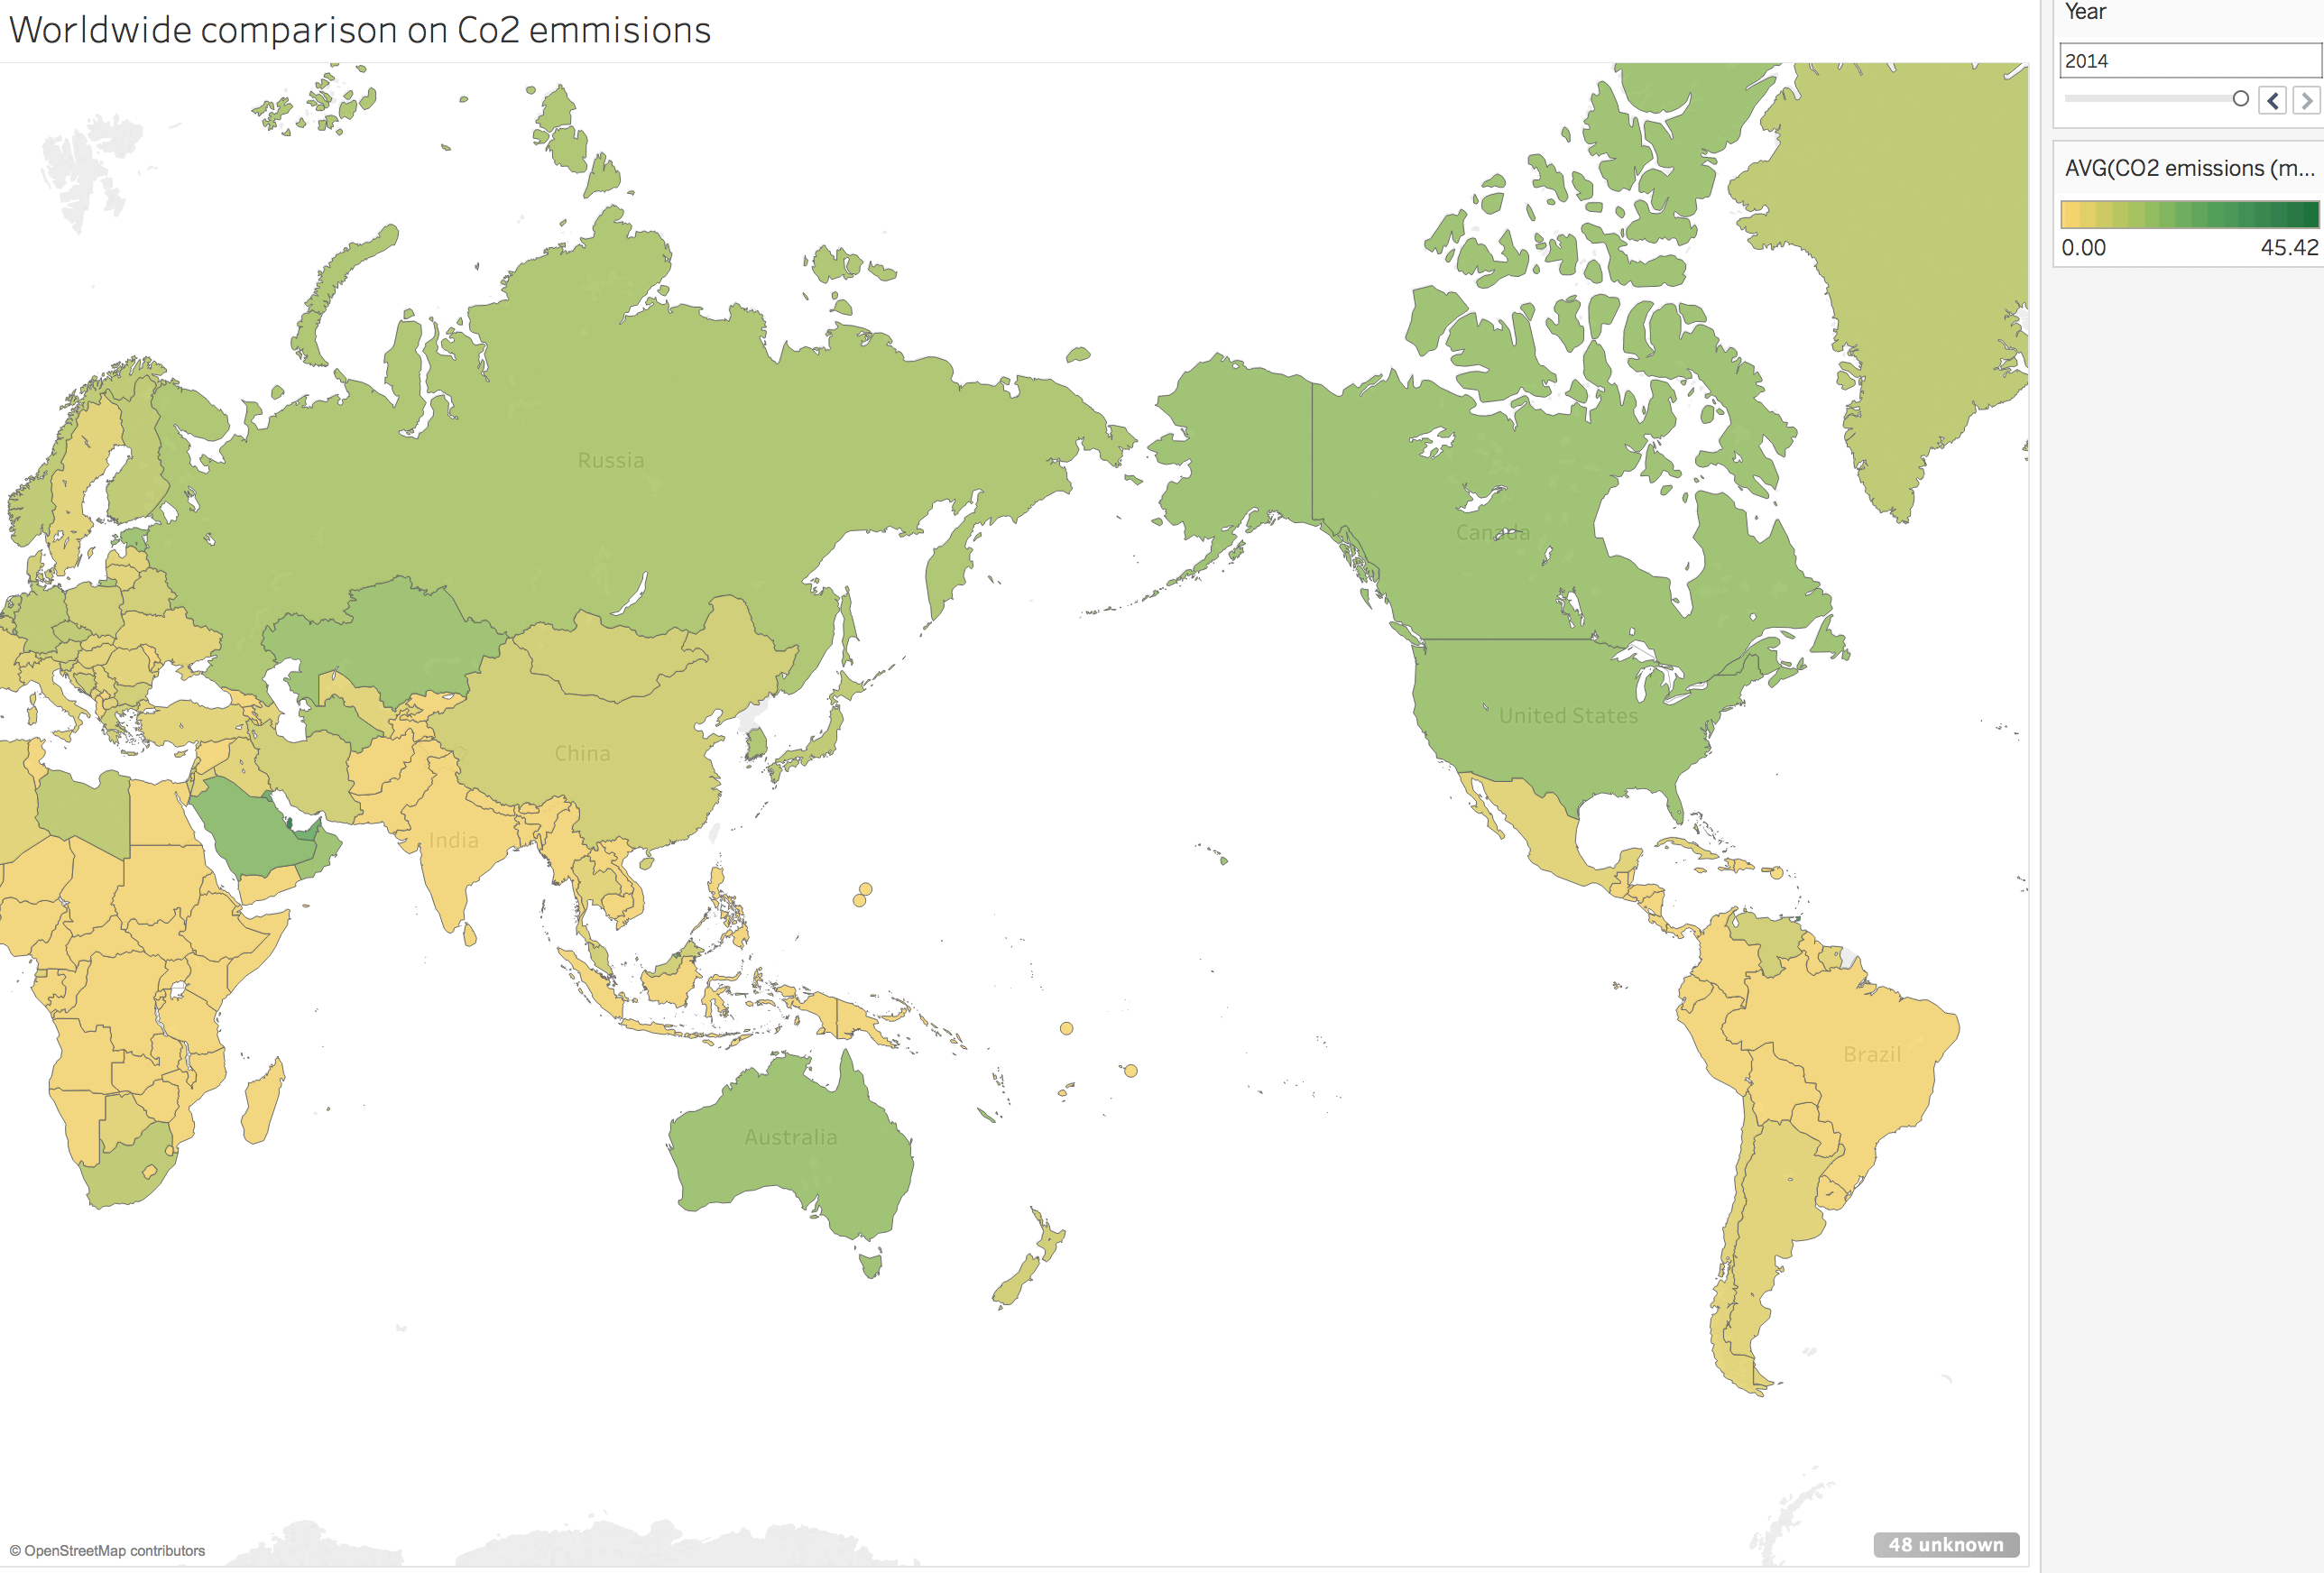 Worldwide comparison on Co2 emmisions
Year
2014
AVG(CO2 emissions (m...
0.00
45.42
Russia
Canada
United States
China
India
Brazil
Australia
© OpenStreetMap contributors
48 unknown